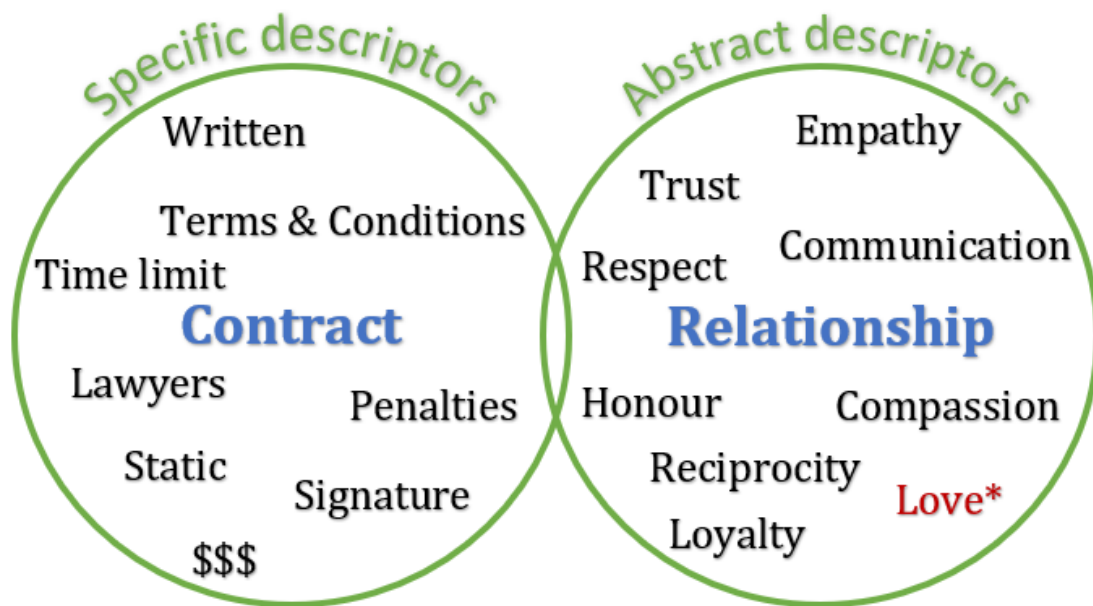 Specific descriptors
Written
Terms & Conditions
Time limit
Contract
Lawyers
Penalties
Static
Signature
$$$
Abstract descriptors
Empathy
Trust
Communication
Respect
Relationship
Honour
Compassion
Reciprocity
Love*
Loyalty